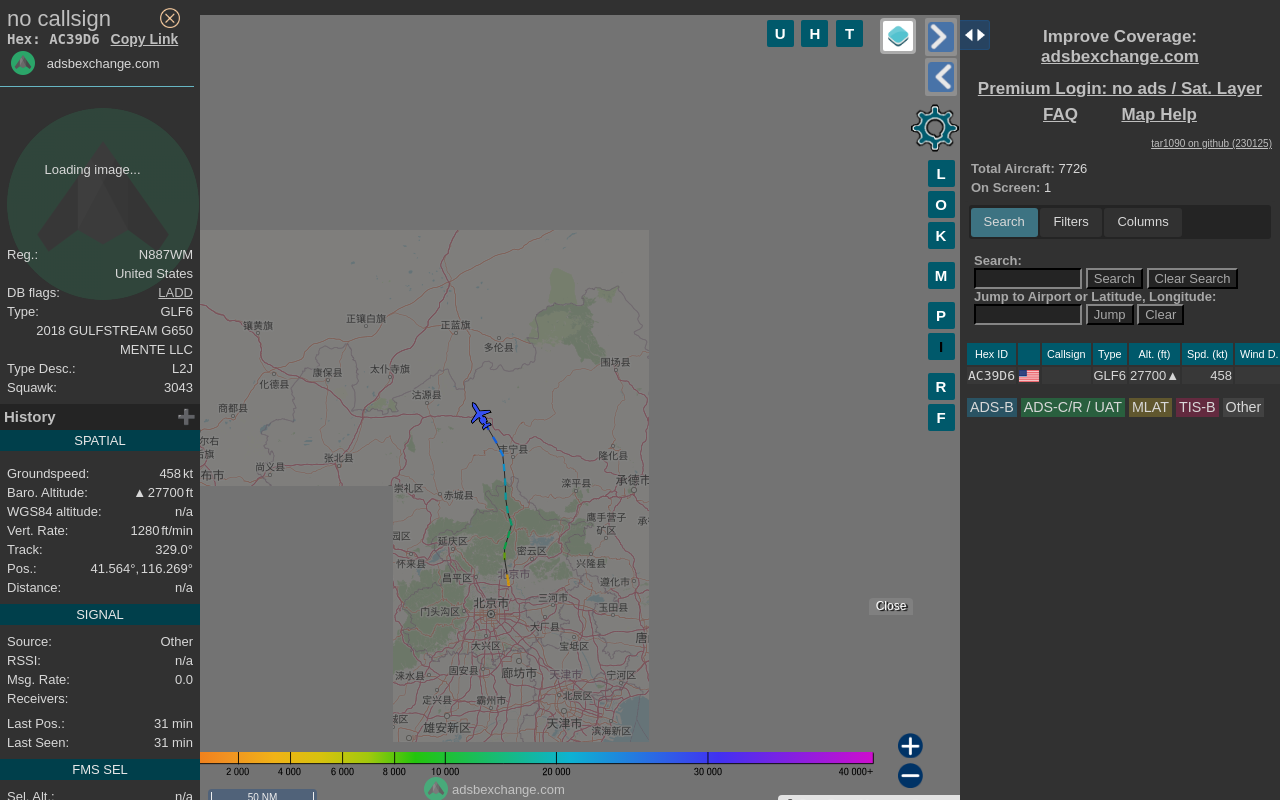 no callsign
Hex: AC39D6 Copy Link
adsbexchange.com
Loading image...
Reg.: N887WM
United States
DB flags: LADD
Type: GLF6
2018 GULFSTREAM G650
MENTE LLC
Type Desc.: L2J
Squawk: 3043
History
SPATIAL
Groundspeed: 458 kt
Baro. Altitude: ▲ 27700 ft
WGS84 altitude: n/a
Vert. Rate: 1280 ft/min
Track: 329.0°
Pos.: 41.564°, 116.269°
Distance: n/a
SIGNAL
Source: Other
RSSI: n/a
Msg. Rate: 0.0
Receivers:
Last Pos.: 31 min
Last Seen: 31 min
FMS SEL
Sel. Alt.: n/a
U H T
L
O
K
M
P
I
R
F
镶黄旗
正镶白旗
正蓝旗
多伦县
围场县
化德县
康保县
太仆寺旗
沽源县
商都县
尚义县
张北县
丰宁县
隆化县
布市
崇礼区
赤城县
滦平县
承德市
鹰手营子
矿区
园区
延庆区
密云区
怀来县
兴隆县
昌平区
北京市
遵化市
门头沟区
北京市
三河市
玉田县
大厂县
唐
大兴区
宝坻区
涞水县
固安县
廊坊市
天津市
宁河区
定兴县
霸州市
北辰区
雄安新区
天津市
滨海新区
Close
2 000 4 000 6 000 8 000 10 000 20 000 30 000 40 000+
adsbexchange.com
50 NM
Improve Coverage:
adsbexchange.com
Premium Login: no ads / Sat. Layer
FAQ Map Help
tar1090 on github (230125)
Total Aircraft: 7726
On Screen: 1
Search Filters Columns
Search:
Search Clear Search
Jump to Airport or Latitude, Longitude:
Jump Clear
Hex ID Callsign Type Alt. (ft) Spd. (kt) Wind D.
AC39D6 GLF6 27700▲ 458
ADS-B ADS-C/R / UAT MLAT TIS-B Other